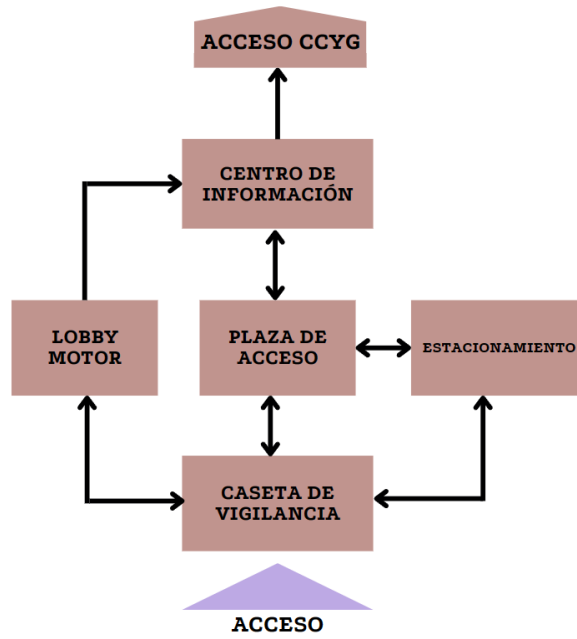 ACCESO CCYG
CENTRO DE
INFORMACIÓN
LOBBY
MOTOR
PLAZA DE
ACCESO
ESTACIONAMIENTO
CASETA DE
VIGILANCIA
ACCESO